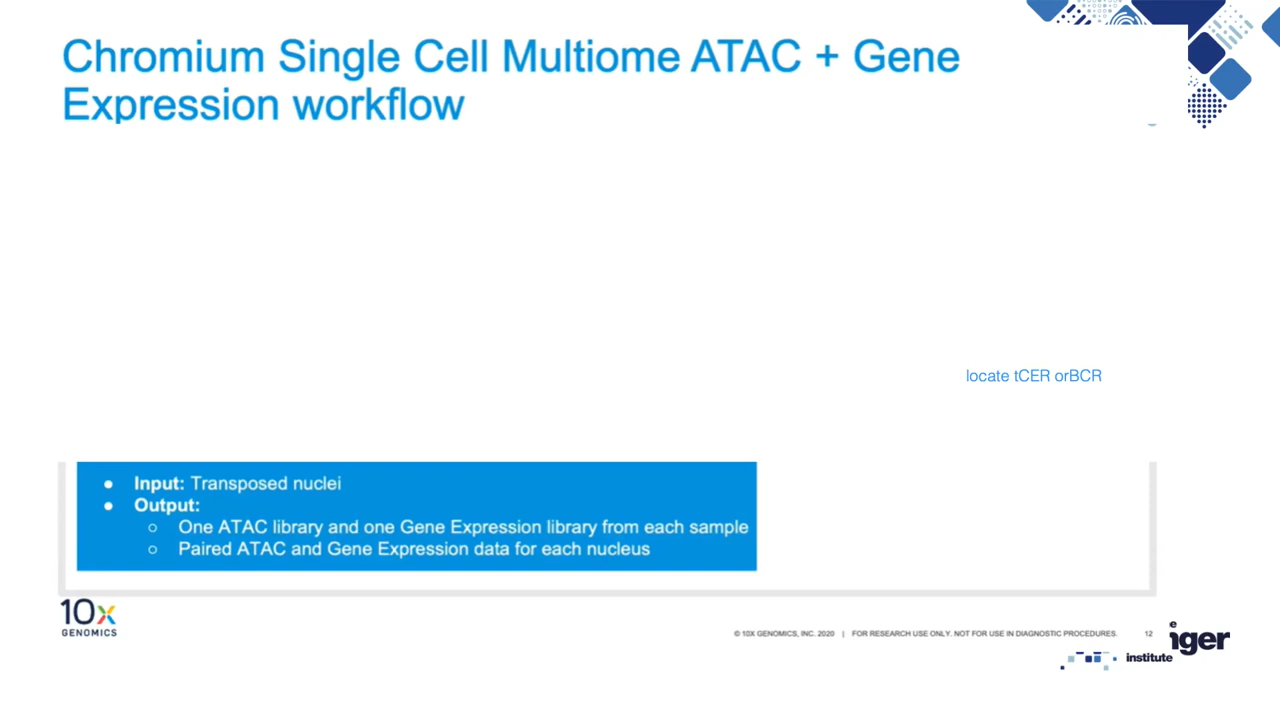 Chromium Single Cell Multiome ATAC + Gene
Expression workflow
locate tCER orBCR
● Input: Transposed nuclei
● Output:
○ One ATAC library and one Gene Expression library from each sample
○ Paired ATAC and Gene Expression data for each nucleus
10x
GENOMICS
© 10X GENOMICS, INC. 2020 | FOR RESEARCH USE ONLY. NOT FOR USE IN DIAGNOSTIC PROCEDURES. 12
e
iger
institute